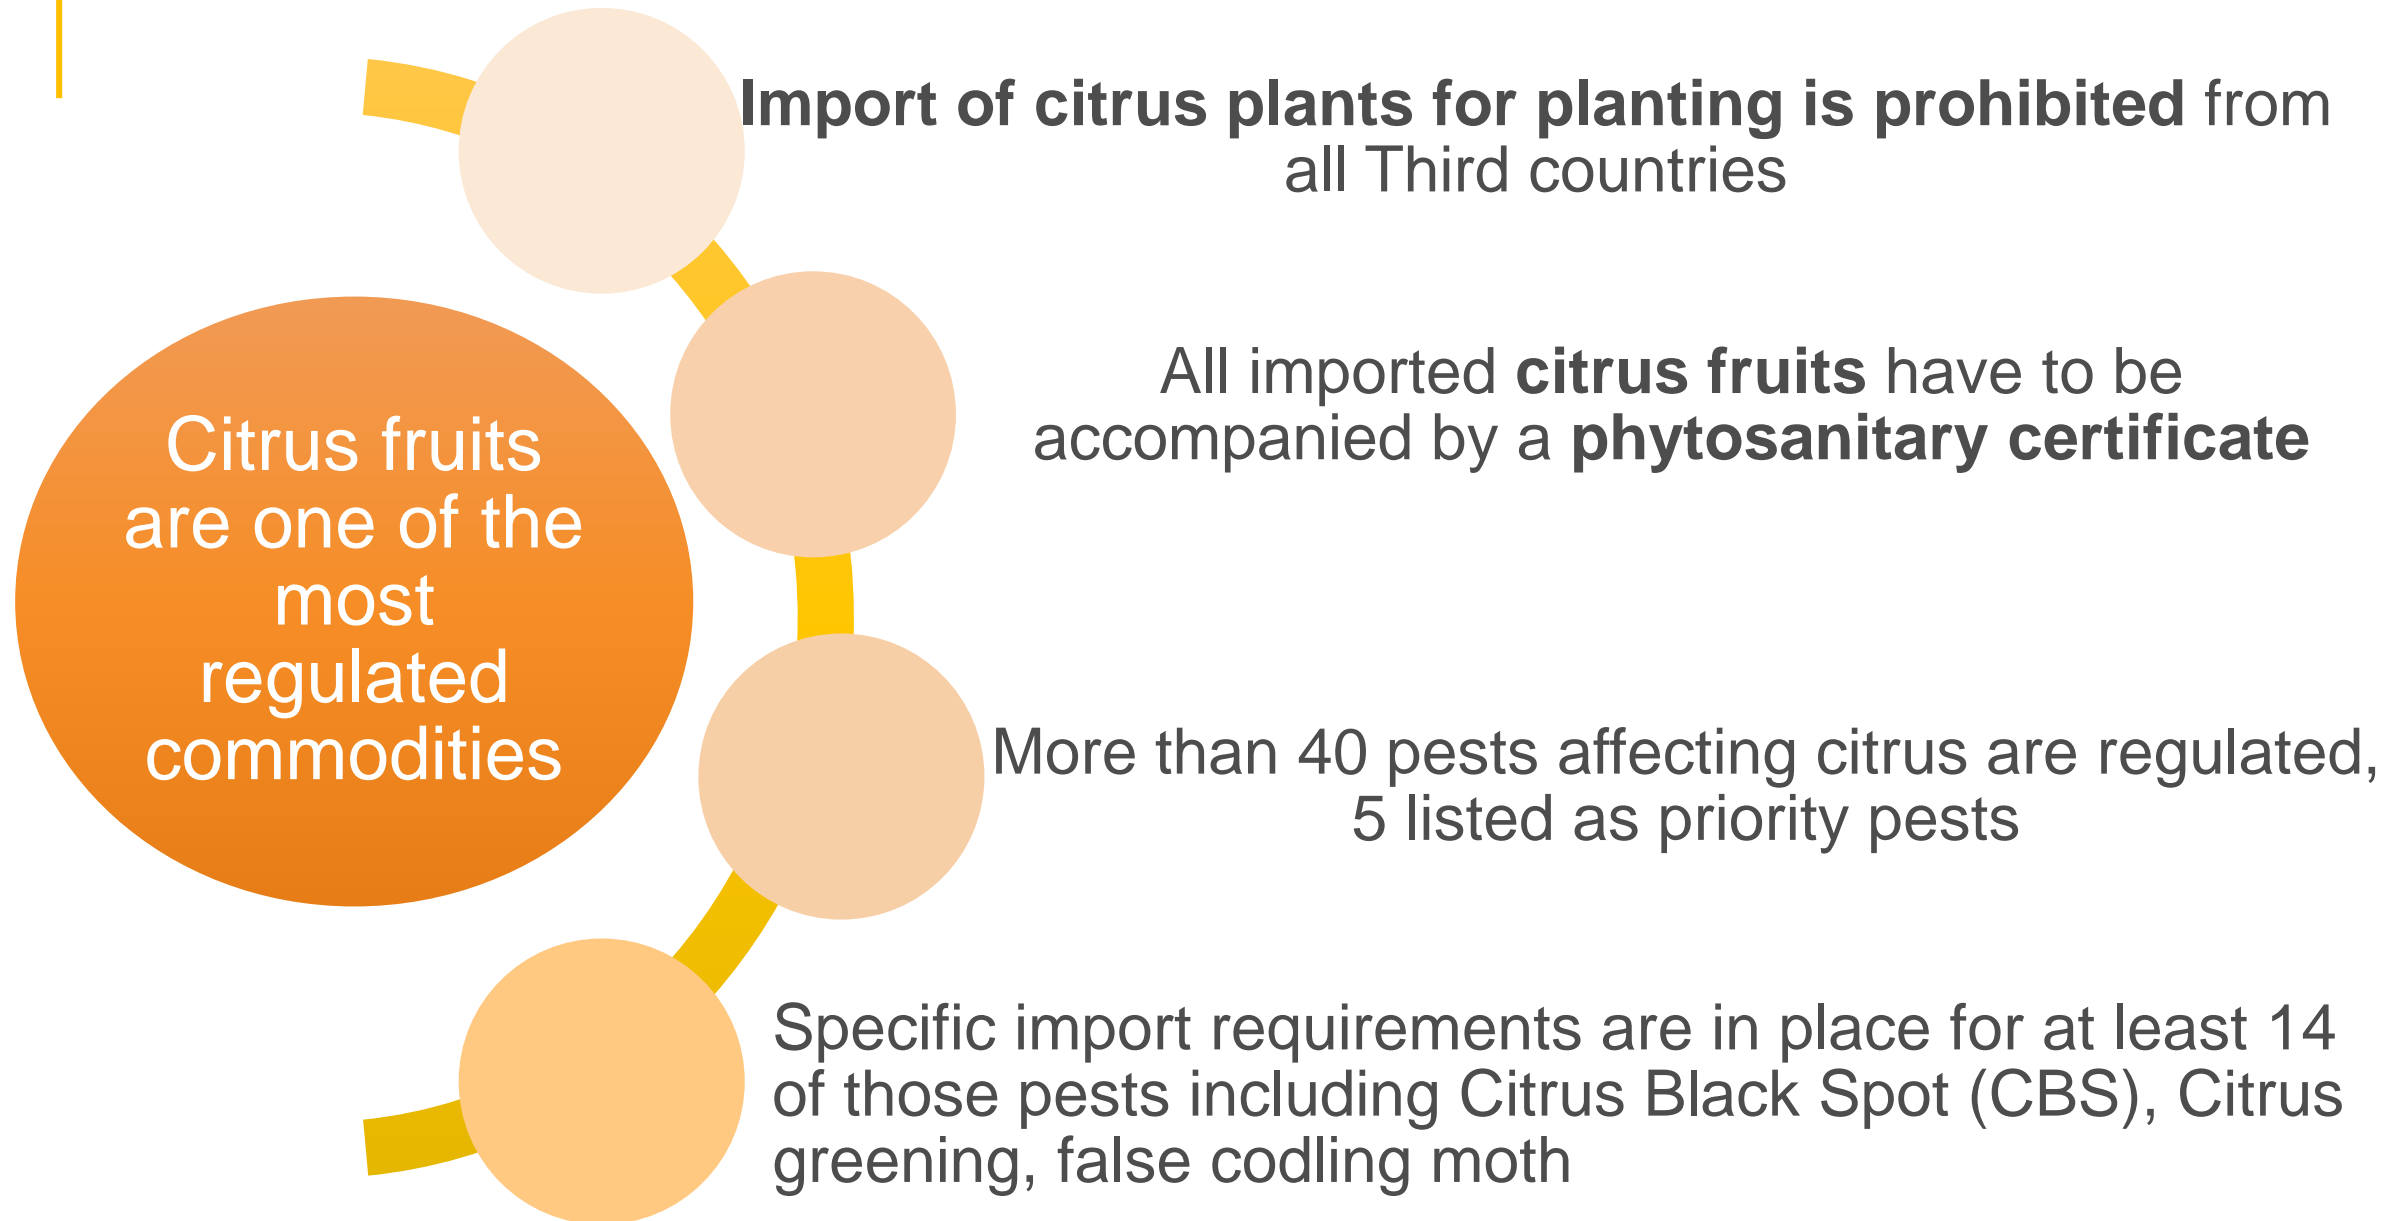 Citrus fruits
are one of the
most
regulated
commodities
Import of citrus plants for planting is prohibited from
all Third countries
All imported citrus fruits have to be
accompanied by a phytosanitary certificate
More than 40 pests affecting citrus are regulated,
5 listed as priority pests
Specific import requirements are in place for at least 14
of those pests including Citrus Black Spot (CBS), Citrus
greening, false codling moth